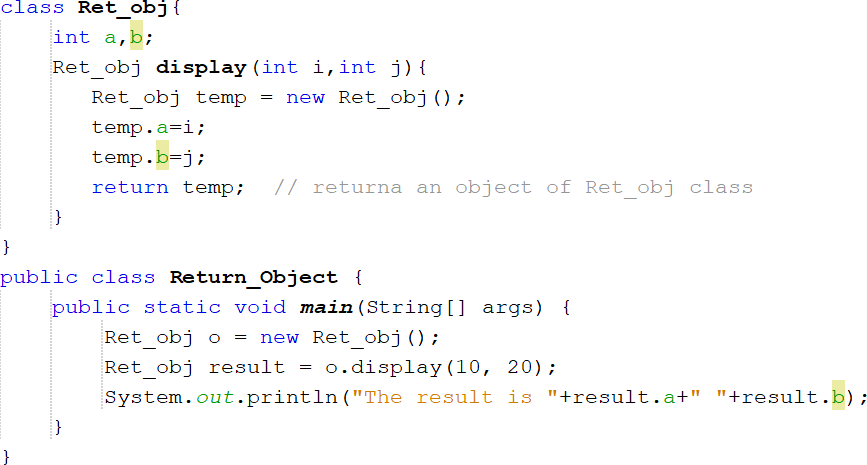 class Ret_obj{
int a,b;
Ret_obj display(int i,int j){
Ret_obj temp = new Ret_obj();
temp.a=i;
temp.b=j;
return temp;  // returna an object of Ret_obj class
}
}
public class Return_Object {
public static void main(String[] args) {
Ret_obj o = new Ret_obj();
Ret_obj result = o.display(10, 20);
System.out.println("The result is "+result.a+" "+result.b);
}
}